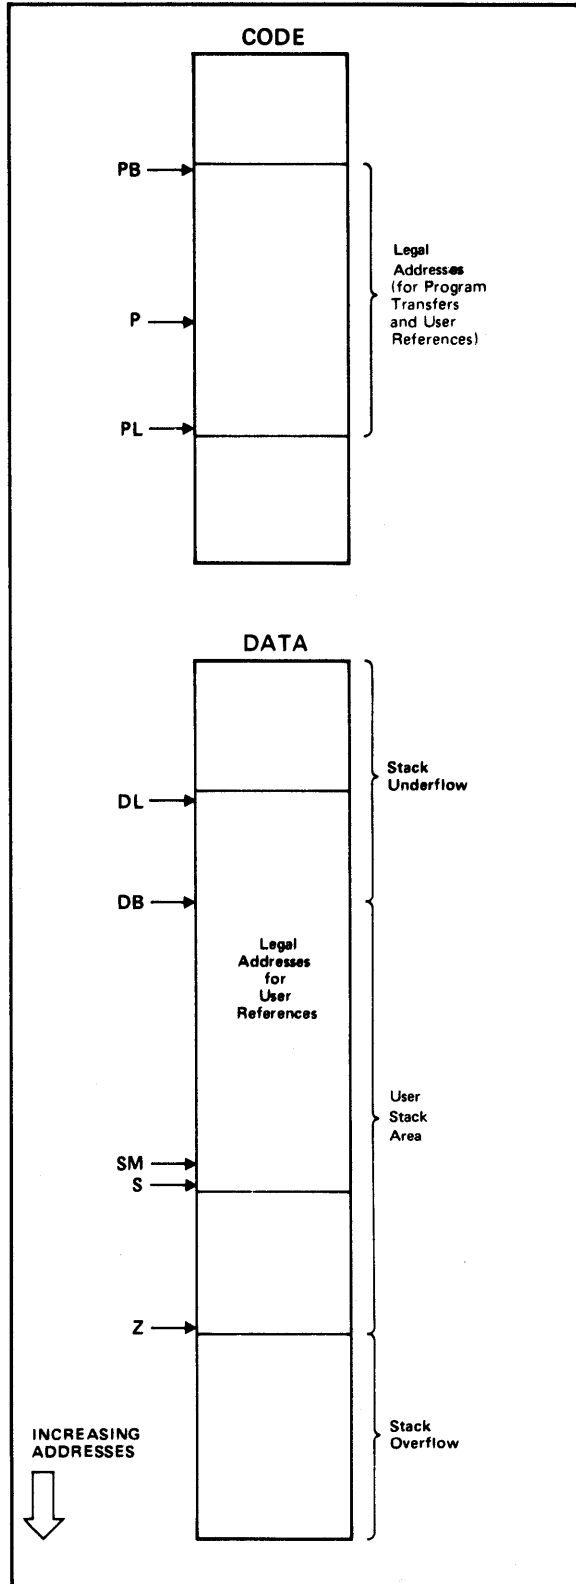 CODE
PB
Legal
Addresses
(for Program
Transfers
and User
References)
P
PL
DATA
Stack
Underflow
DL
DB
Legal
Addresses
for
User
References
User
Stack
Area
SM
S
Z
Stack
Overflow
INCREASING
ADDRESSES